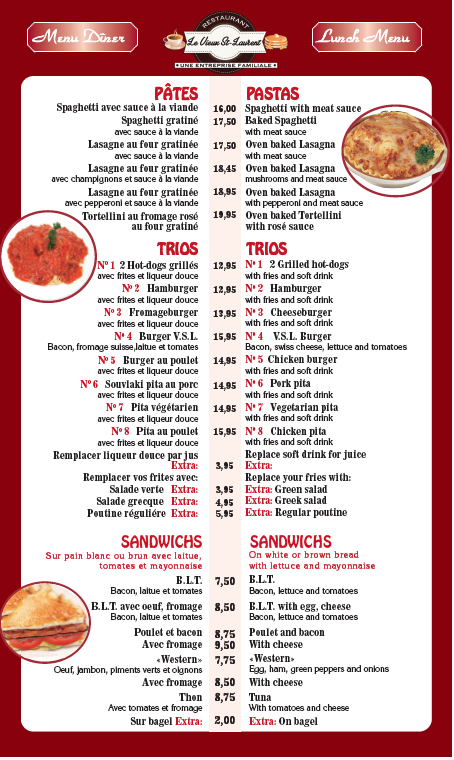 Menu Dîner
RESTAURANT
Le Vieux St-Laurent
• UNE ENTREPRISE FAMILIALE •
Lunch Menu
PÂTES PASTAS
Spaghetti avec sauce à la viande 16,00 Spaghetti with meat sauce
Spaghetti gratiné 17,50 Baked Spaghetti
avec sauce à la viande with meat sauce
Lasagne au four gratinée 17,50 Oven baked Lasagna
avec sauce à la viande with meat sauce
Lasagne au four gratinée 18,45 Oven baked Lasagna
avec champignons et sauce à la viande mushrooms and meat sauce
Lasagne au four gratinée 18,95 Oven baked Lasagna
avec pepperoni et sauce à la viande with pepperoni and meat sauce
Tortellini au fromage rosé 19,95 Oven baked Tortellini
au four gratiné with rosé sauce
TRIOS TRIOS
Nº 1 2 Hot-dogs grillés 12,95 Nº 1 2 Grilled hot-dogs
avec frites et liqueur douce with fries and soft drink
Nº 2 Hamburger 12,95 Nº 2 Hamburger
avec frites et liqueur douce with fries and soft drink
Nº 3 Fromageburger 13,95 Nº 3 Cheeseburger
avec frites et liqueur douce with fries and soft drink
Nº 4 Burger V.S.L. 15,95 Nº 4 V.S.L. Burger
Bacon, fromage suisse,laitue et tomates Bacon, swiss cheese, lettuce and tomatoes
Nº 5 Burger au poulet 14,95 Nº 5 Chicken burger
avec frites et liqueur douce with fries and soft drink
Nº 6 Souvlaki pita au porc 14,95 Nº 6 Pork pita
avec frites et liqueur douce with fries and soft drink
Nº 7 Pita végétarien 14,95 Nº 7 Vegetarian pita
avec frites et liqueur douce with fries and soft drink
Nº 8 Pita au poulet 15,95 Nº 8 Chicken pita
avec frites et liqueur douce with fries and soft drink
Remplacer liqueur douce par jus Replace soft drink for juice
Extra: 3,95 Extra:
Remplacer vos frites avec: Replace your fries with:
Salade verte Extra: 3,95 Extra: Green salad
Salade grecque Extra: 4,95 Extra: Greek salad
Poutine réguliére Extra: 5,95 Extra: Regular poutine
SANDWICHS SANDWICHS
Sur pain blanc ou brun avec laitue, On white or brown bread
tomates et mayonnaise with lettuce and mayonnaise
B.L.T. 7,50 B.L.T.
Bacon, laitue et tomates Bacon, lettuce and tomatoes
B.L.T. avec oeuf, fromage 8,50 B.L.T. with egg, cheese
Bacon, laitue et tomates Bacon, lettuce and tomatoes
Poulet et bacon 8,75 Poulet and bacon
Avec fromage 9,50 With cheese
«Western» 7,75 «Western»
Oeuf, jambon, piments verts et oignons Egg, ham, green peppers and onions
Avec fromage 8,50 With cheese
Thon 8,75 Tuna
Avec tomates et fromage With tomatoes and cheese
Sur bagel Extra: 2,00 Extra: On bagel